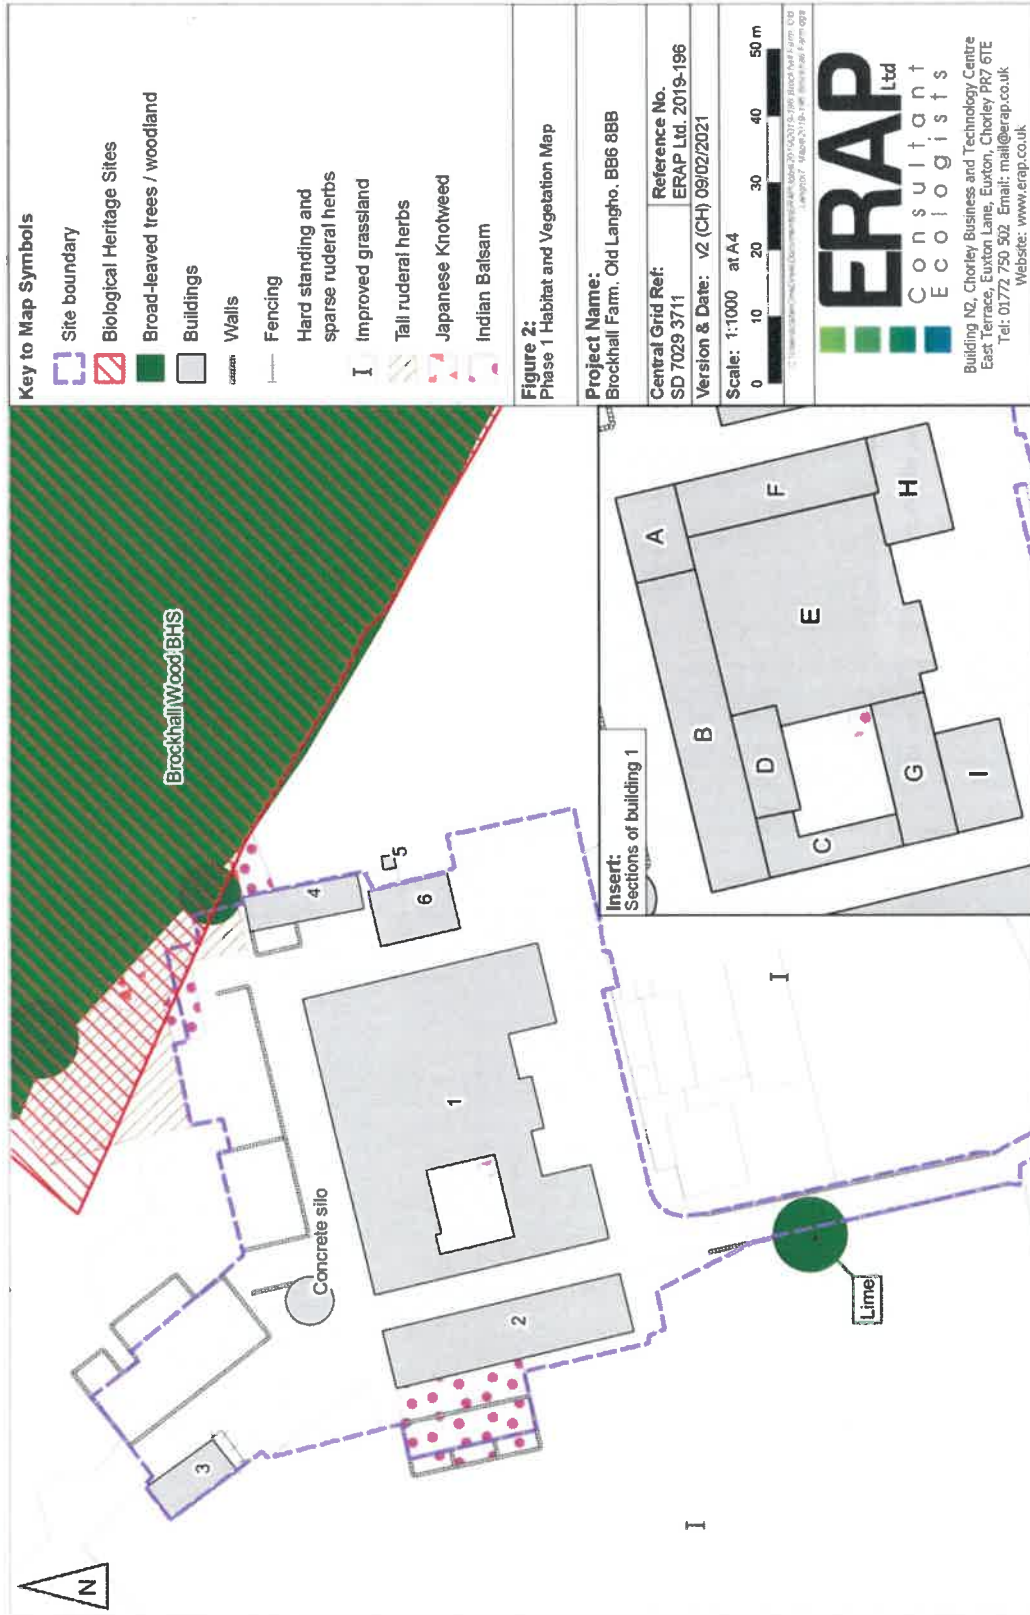 N
Brockhall Wood BHS
Concrete silo
1
2
3
4
5
6
I
I
Lime
Insert:
Sections of building 1
A
B
C
D
E
F
G
H
I
Key to Map Symbols
Site boundary
Biological Heritage Sites
Broad-leaved trees / woodland
Buildings
Walls
Fencing
Hard standing and
sparse ruderal herbs
I Improved grassland
Tall ruderal herbs
Japanese Knotweed
Indian Balsam
Figure 2:
Phase 1 Habitat and Vegetation Map
Project Name:
Brockhall Farm, Old Langho, BB6 8BB
Central Grid Ref:
SD 7029 3711
Reference No.
ERAP Ltd. 2019-196
Version & Date: v2 (CH) 09/02/2021
Scale: 1:1000 at A4
0 10 20 30 40 50 m
ERAP Ltd
Consultant
Ecologists
Building N2, Chorley Business and Technology Centre
East Terrace, Euxton Lane, Euxton, Chorley PR7 6TE
Tel: 01772 750 502 Email: mail@erap.co.uk
Website: www.erap.co.uk